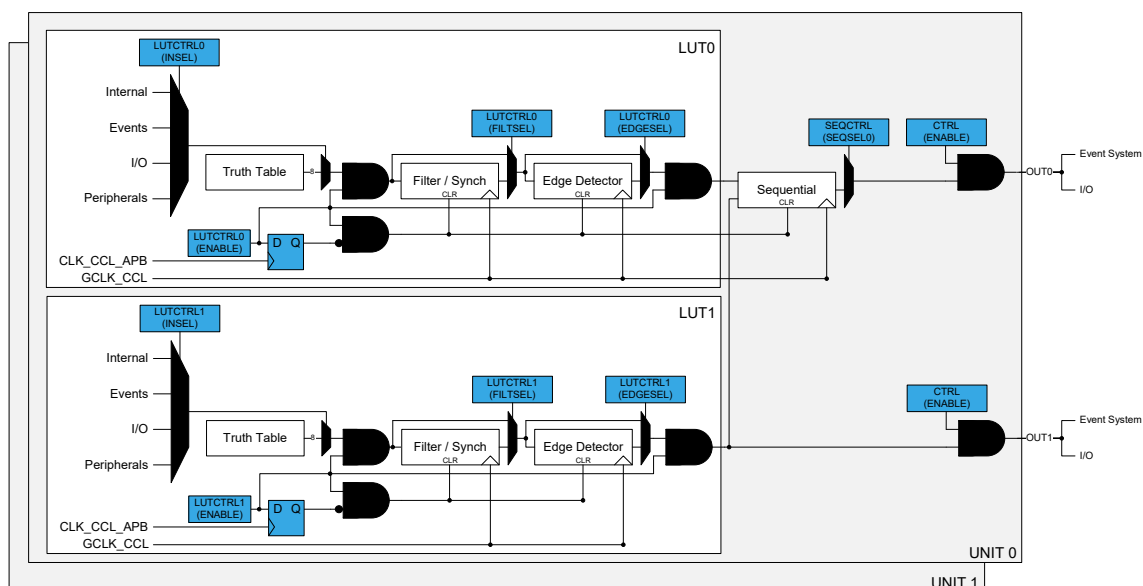 LUTCTRL0
(INSEL)
LUT0
Internal
Events
I/O
Peripherals
Truth Table
8
LUTCTRL0
(FILTSEL)
LUTCTRL0
(EDGESEL)
Filter / Synch
CLR
Edge Detector
CLR
LUTCTRL0
(ENABLE)
D Q
CLK_CCL_APB
GCLK_CCL
SEQCTRL
(SEQSEL0)
Sequential
CLR
CTRL
(ENABLE)
OUT0
Event System
I/O
LUTCTRL1
(INSEL)
LUT1
Internal
Events
I/O
Peripherals
Truth Table
8
LUTCTRL1
(FILTSEL)
LUTCTRL1
(EDGESEL)
Filter / Synch
CLR
Edge Detector
CLR
LUTCTRL1
(ENABLE)
D Q
CLK_CCL_APB
GCLK_CCL
CTRL
(ENABLE)
OUT1
Event System
I/O
UNIT 0
UNIT 1